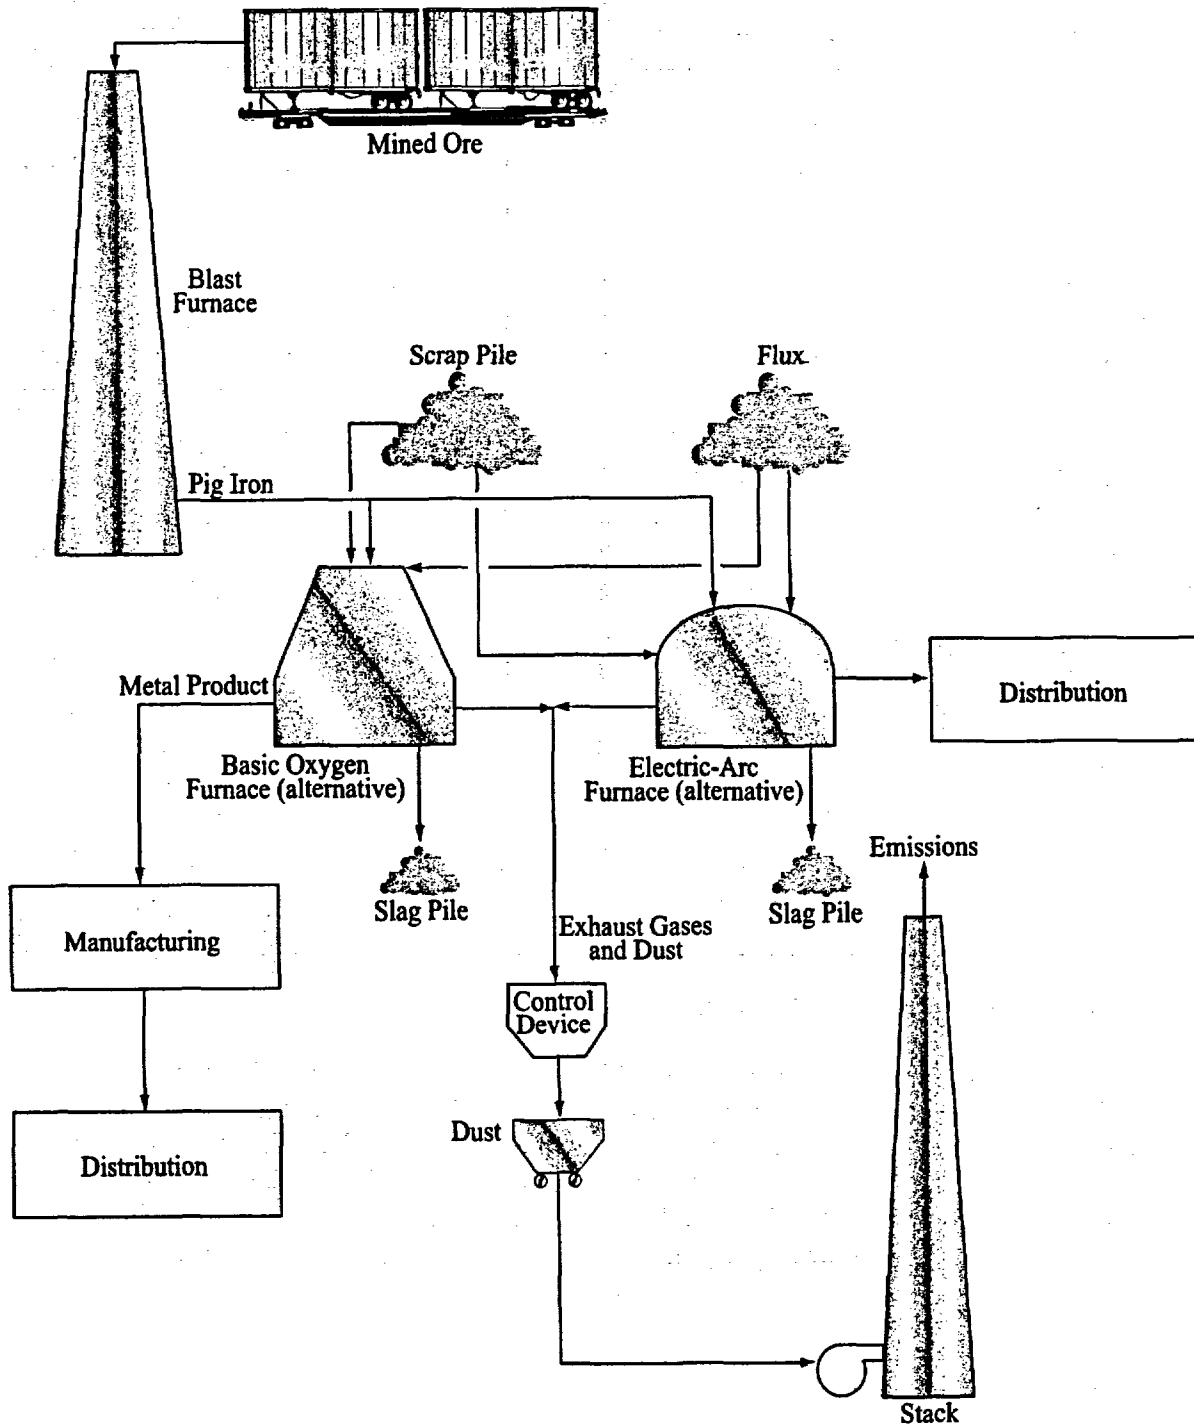 Mined Ore
Blast
Furnace
Scrap Pile
Flux
Pig Iron
Metal Product
Distribution
Basic Oxygen
Furnace (alternative)
Electric-Arc
Furnace (alternative)
Emissions
Slag Pile
Slag Pile
Manufacturing
Exhaust Gases
and Dust
Control
Device
Dust
Distribution
Stack